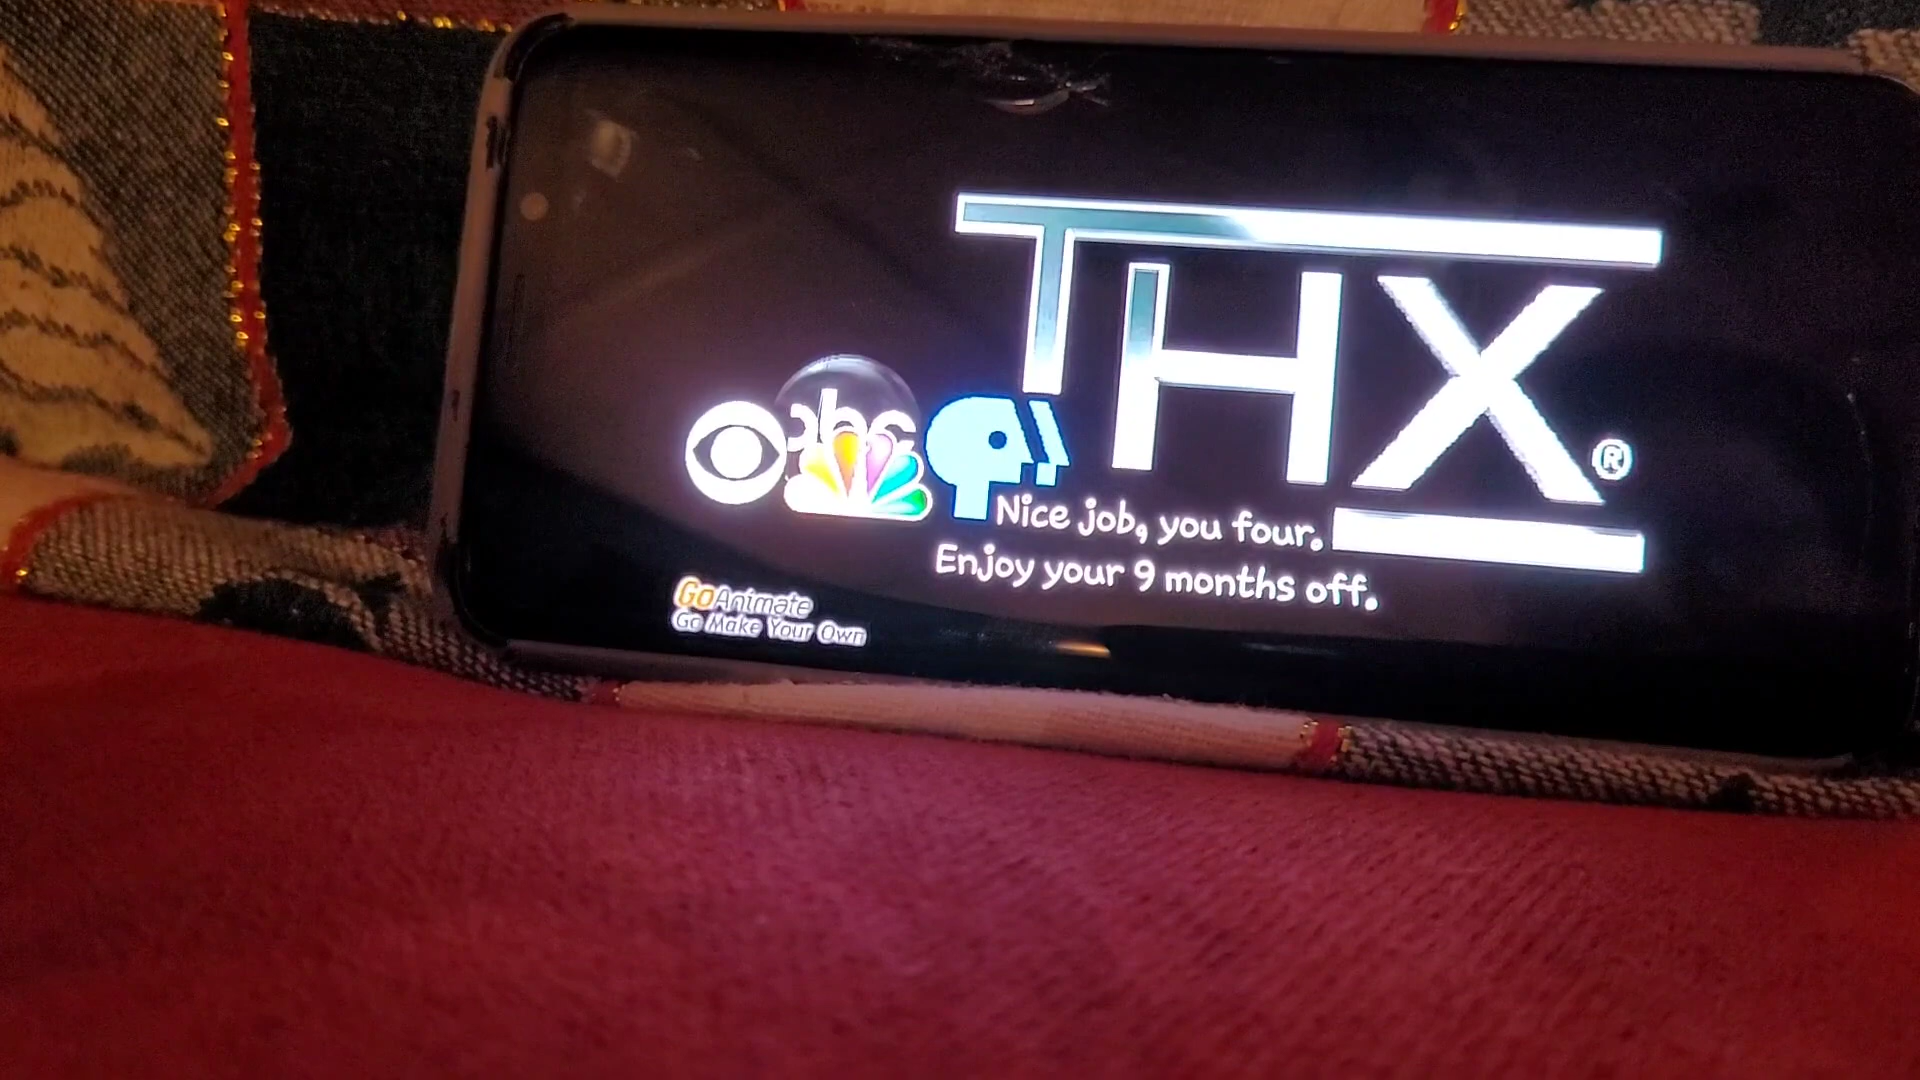 THX®
abc
Nice job, you four.
Enjoy your 9 months off.
GoAnimate
Go Make Your Own